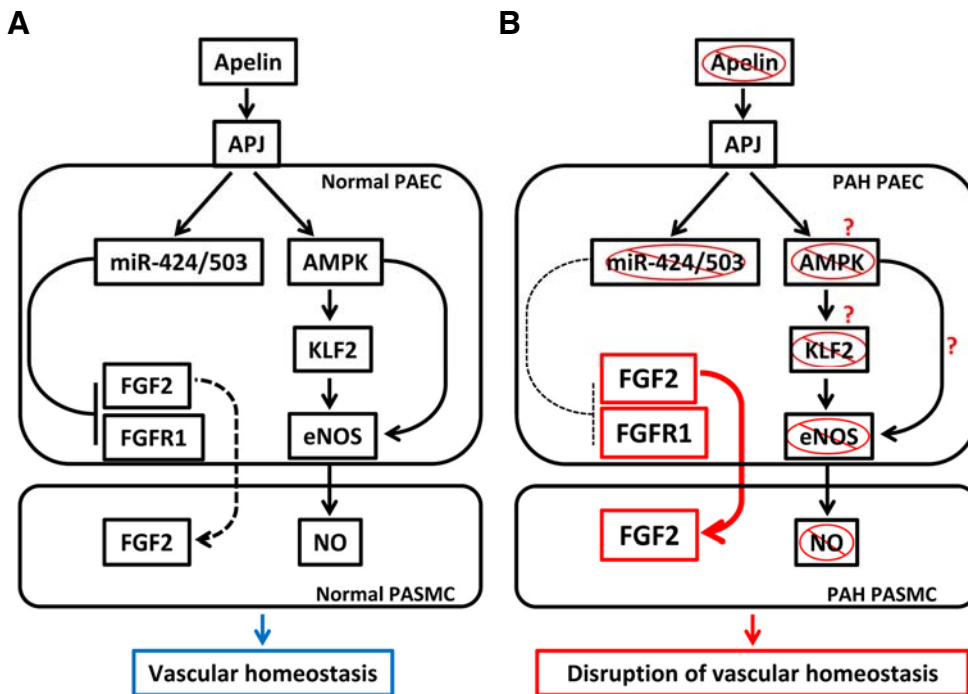 A
Apelin
APJ
Normal PAEC
miR-424/503
AMPK
KLF2
FGF2
FGFR1
eNOS
FGF2
NO
Normal PASMC
Vascular homeostasis
B
Apelin
APJ
PAH PAEC
?
miR-424/503
AMPK
?
KLF2
?
FGF2
FGFR1
eNOS
FGF2
NO
PAH PASMC
Disruption of vascular homeostasis